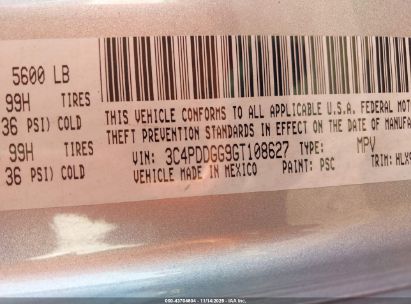 5600 LB
99H TIRES
36 PSI) COLD
99H TIRES
36 PSI) COLD
THIS VEHICLE CONFORMS TO ALL APPLICABLE U.S.A. FEDERAL MOT
THEFT PREVENTION STANDARDS IN EFFECT ON THE DATE OF MANUFA
VIN: 3C4PDDGG9GT108627 TYPE: MPV
VEHICLE MADE IN MEXICO PAINT: PSC TRIM: HLX9